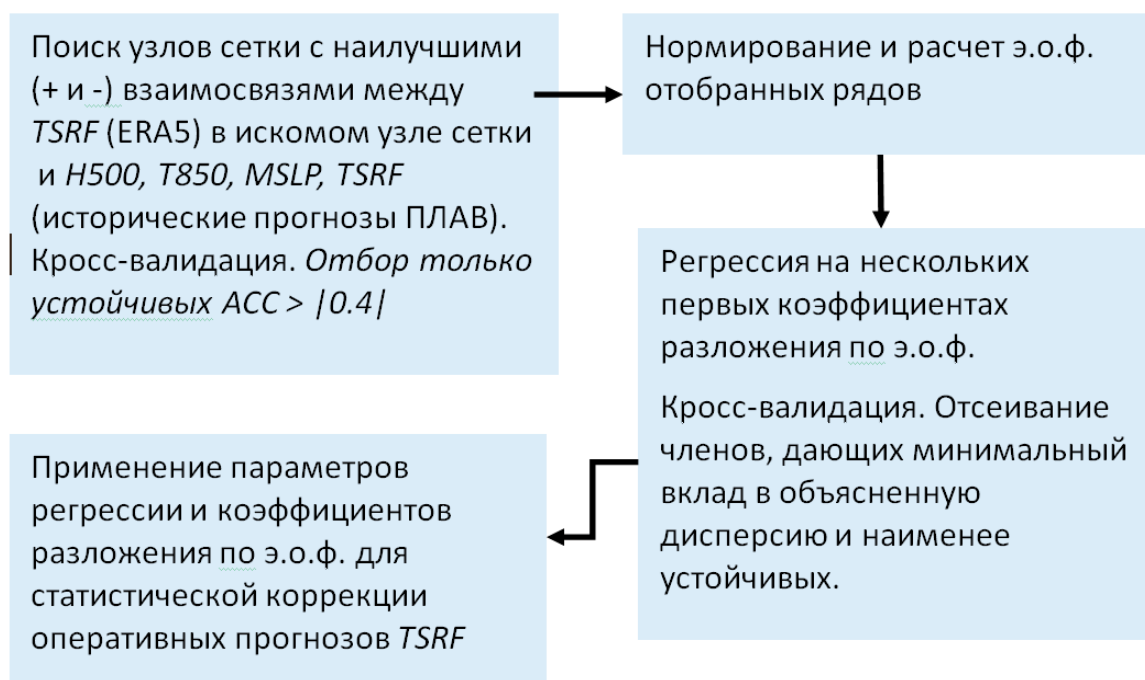 Поиск узлов сетки с наилучшими
(+ и -) взаимосвязями между
TSRF (ERA5) в искомом узле сетки
и H500, T850, MSLP, TSRF
(исторические прогнозы ПЛАВ).
Кросс-валидация. Отбор только
устойчивых ACC > |0.4|
Нормирование и расчет э.о.ф.
отобранных рядов
Регрессия на нескольких
первых коэффициентах
разложения по э.о.ф.
Кросс-валидация. Отсеивание
членов, дающих минимальный
вклад в объясненную
дисперсию и наименее
устойчивых.
Применение параметров
регрессии и коэффициентов
разложения по э.о.ф. для
статистической коррекции
оперативных прогнозов TSRF